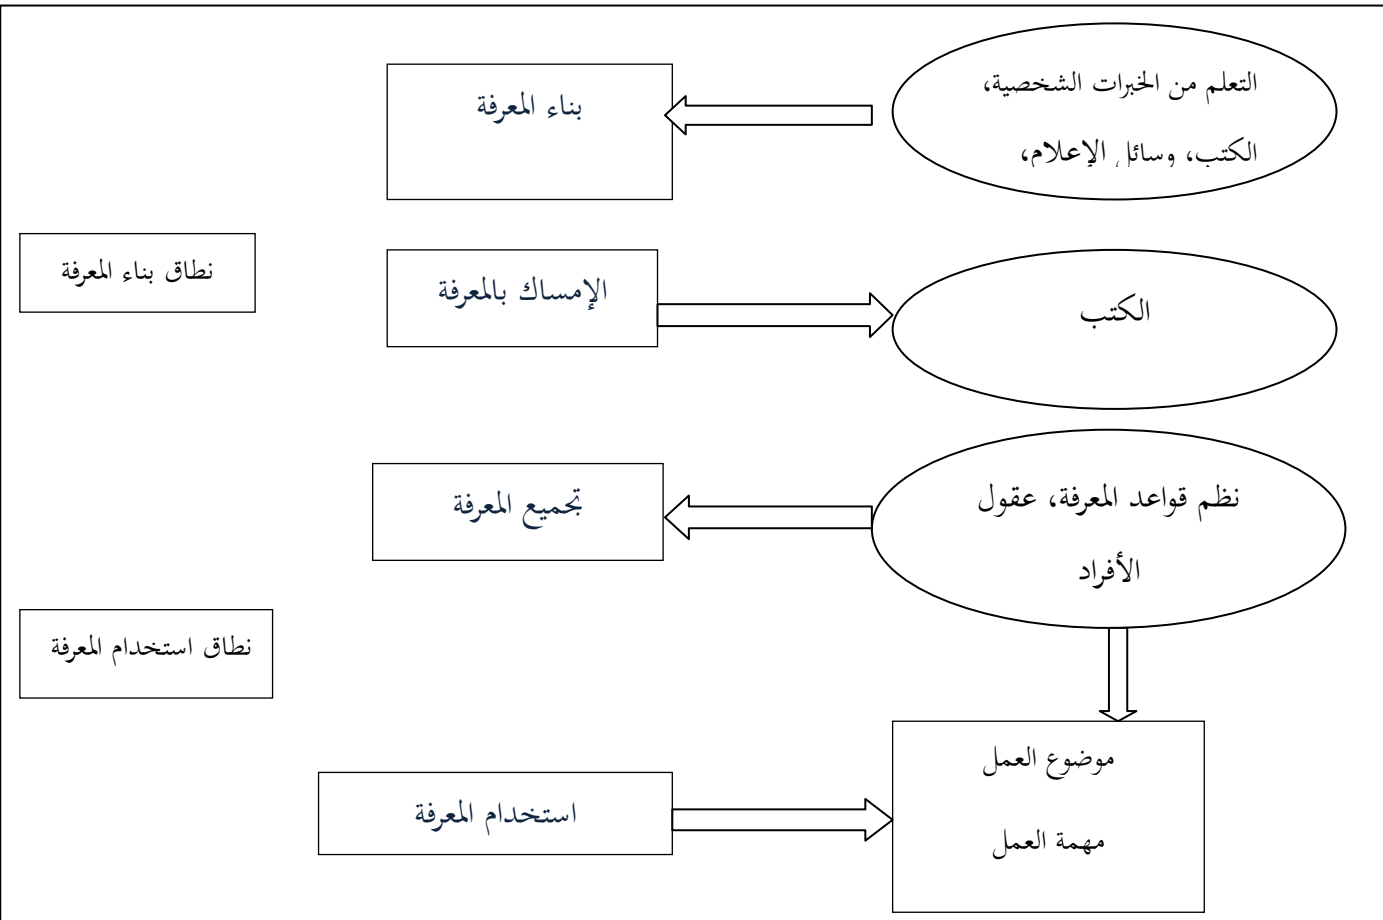 التعلم من الخبرات الشخصية،
الكتب، وسائل الإعلام،
بناء المعرفة
نطاق بناء المعرفة
الإمساك بالمعرفة
الكتب
نظم قواعد المعرفة، عقول
الأفراد
تجميع المعرفة
نطاق استخدام المعرفة
موضوع العمل
مهمة العمل
استخدام المعرفة